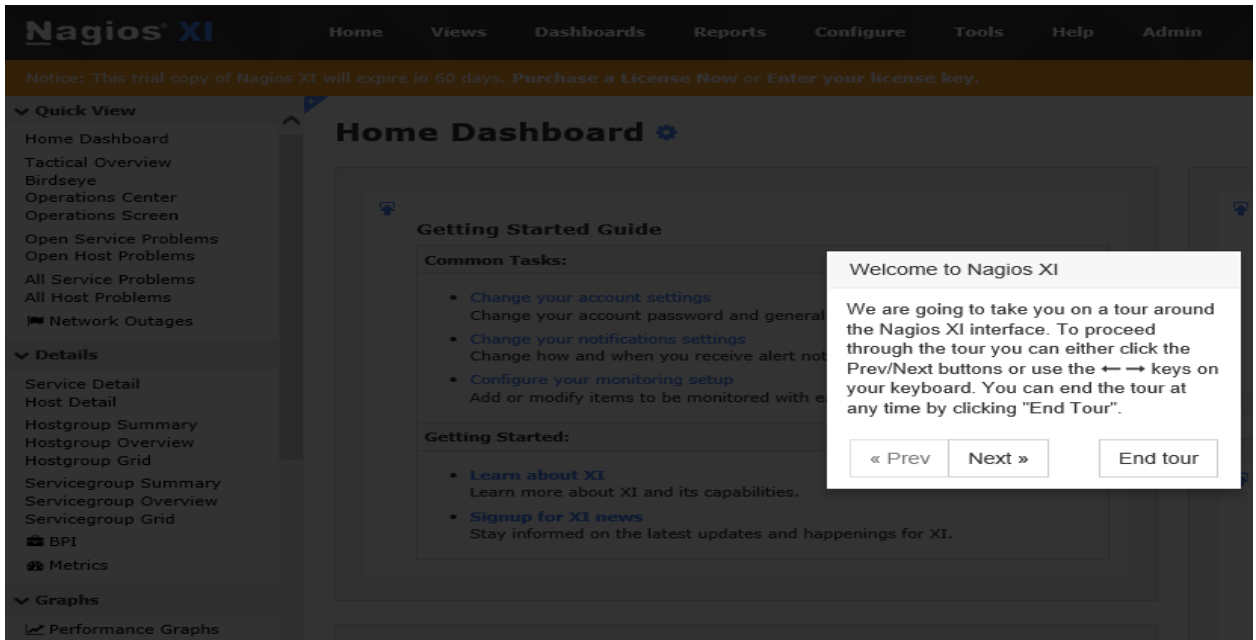 Nagios® XI
Home Views Dashboards Reports Configure Tools Help Admin
Notice: This trial copy of Nagios XI will expire in 60 days. Purchase a License Now or Enter your license key.
Quick View
Home Dashboard
Tactical Overview
Birdseye
Operations Center
Operations Screen
Open Service Problems
Open Host Problems
All Service Problems
All Host Problems
Network Outages
Details
Service Detail
Host Detail
Hostgroup Summary
Hostgroup Overview
Hostgroup Grid
Servicegroup Summary
Servicegroup Overview
Servicegroup Grid
BPI
Metrics
Graphs
Performance Graphs
Home Dashboard
Getting Started Guide
Common Tasks:
• Change your account settings
Change your account password and general
• Change your notifications settings
Change how and when you receive alert not
• Configure your monitoring setup
Add or modify items to be monitored with e
Getting Started:
• Learn about XI
Learn more about XI and its capabilities.
• Signup for XI news
Stay informed on the latest updates and happenings for XI.
Welcome to Nagios XI
We are going to take you on a tour around
the Nagios XI interface. To proceed
through the tour you can either click the
Prev/Next buttons or use the ← → keys on
your keyboard. You can end the tour at
any time by clicking "End Tour".
« Prev Next » End tour